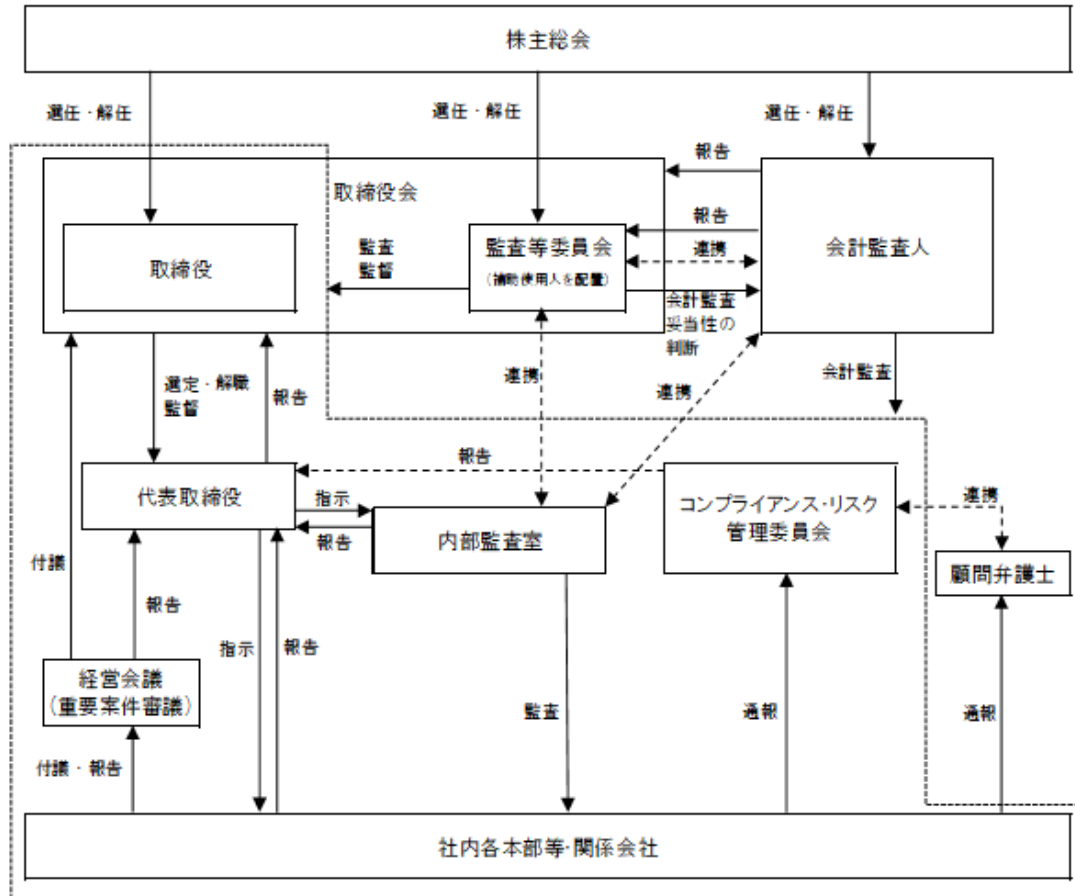 株主総会
選任・解任
選任・解任
選任・解任
取締役会
報告
取締役
監査
監督
監査等委員会
(補助使用人を配置)
報告
連携
会計監査
妥当性の
判断
会計監査人
選定・解職
監督
報告
連携
連携
会計監査
代表取締役
報告
指示
報告
内部監査室
コンプライアンス・リスク
管理委員会
連携
顧問弁護士
付議
報告
指示
報告
経営会議
(重要案件審議)
監査
通報
通報
付議・報告
社内各本部等・関係会社